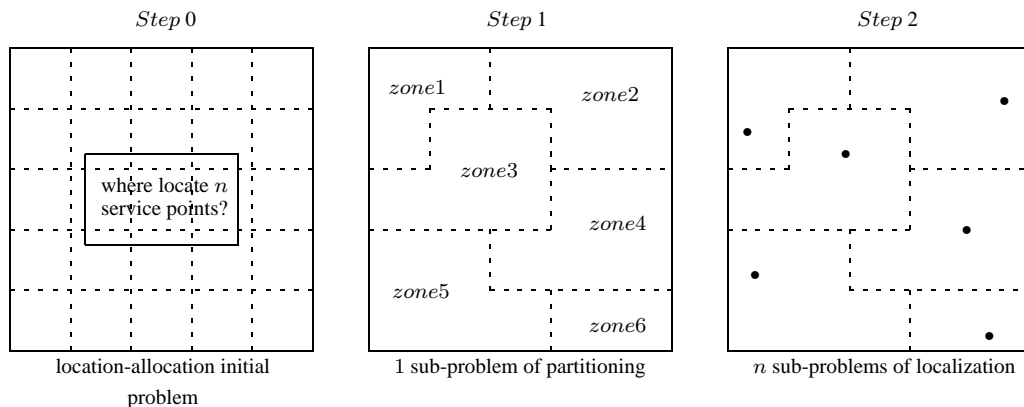 Step 0
Step 1
Step 2
where locate n
service points?
zone1
zone2
zone3
zone4
zone5
zone6
location-allocation initial
problem
1 sub-problem of partitioning
n sub-problems of localization